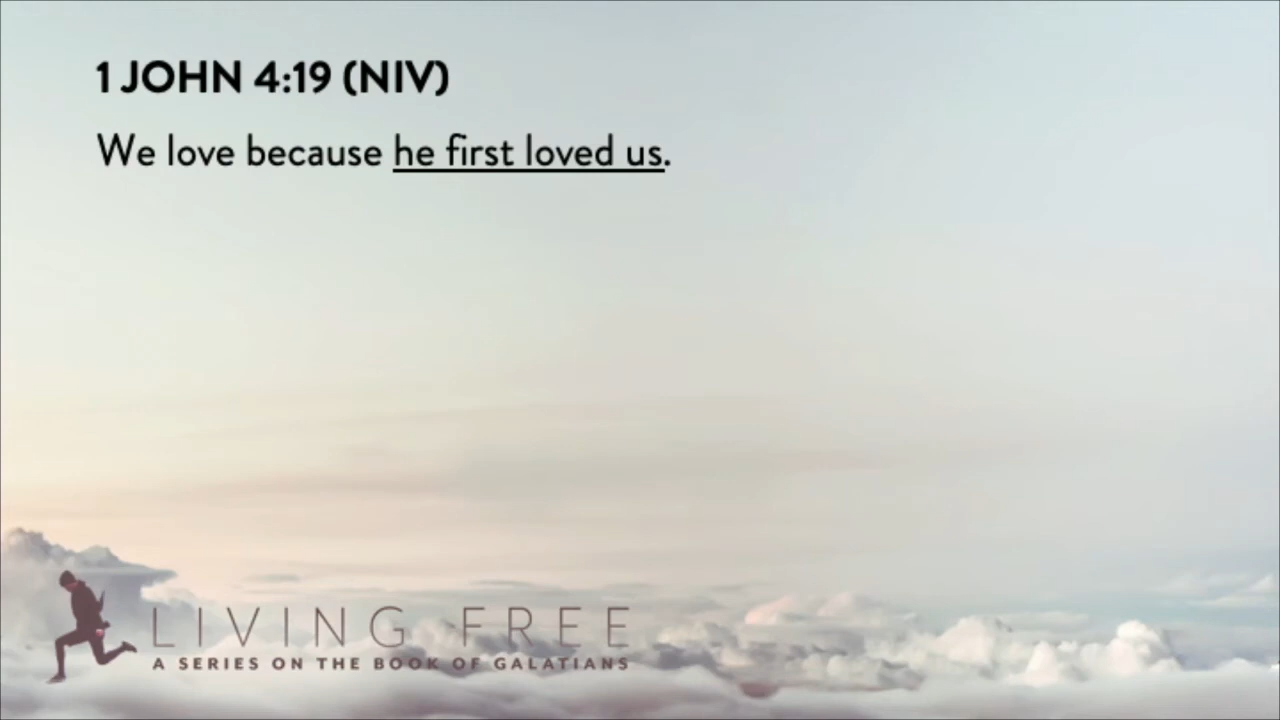 1 JOHN 4:19 (NIV)
We love because he first loved us.
LIVING FREE
A SERIES ON THE BOOK OF GALATIANS